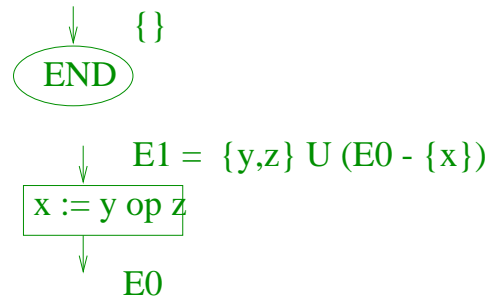 {}
END
E1 = {y,z} U (E0 - {x})
x := y op z
E0